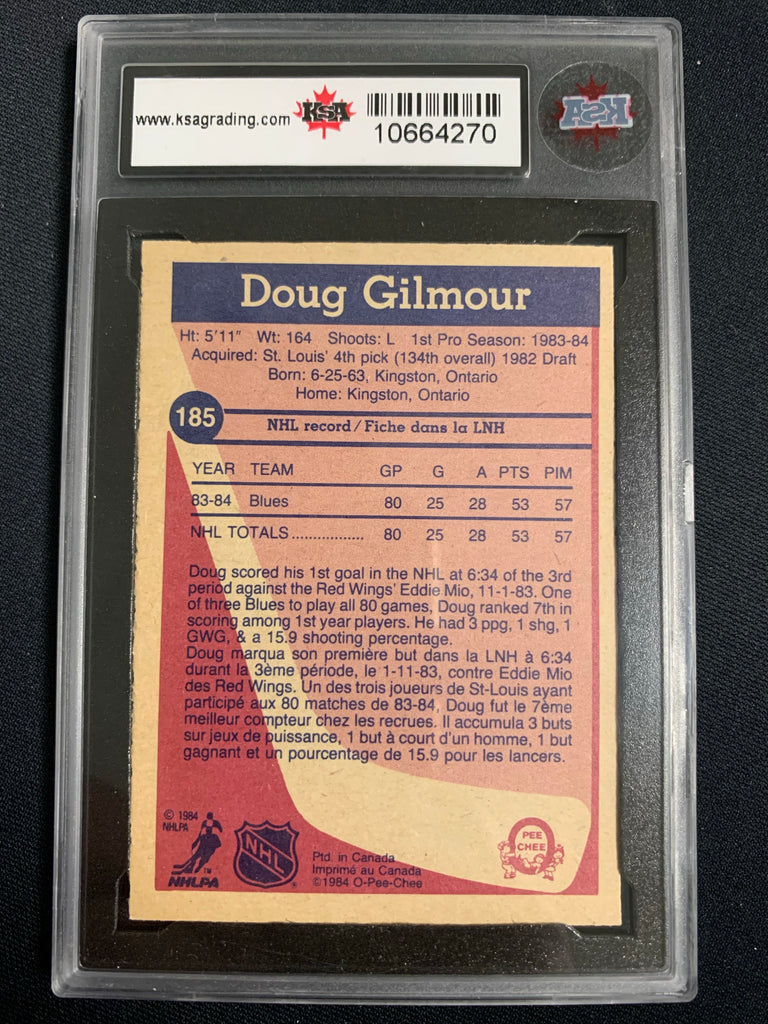 www.ksagrading.com KSA
10664270
KSA
Doug Gilmour
Ht: 5'11" Wt: 164 Shoots: L 1st Pro Season: 1983-84
Acquired: St. Louis' 4th pick (134th overall) 1982 Draft
Born: 6-25-63, Kingston, Ontario
Home: Kingston, Ontario
185
NHL record/Fiche dans la LNH
YEAR TEAM GP G A PTS PIM
83-84 Blues 80 25 28 53 57
NHL TOTALS................. 80 25 28 53 57
Doug scored his 1st goal in the NHL at 6:34 of the 3rd
period against the Red Wings' Eddie Mio, 11-1-83. One
of three Blues to play all 80 games, Doug ranked 7th in
scoring among 1st year players. He had 3 ppg, 1 shg, 1
GWG, & a 15.9 shooting percentage.
Doug marqua son première but dans la LNH à 6:34
durant la 3ème période, le 1-11-83, contre Eddie Mio
des Red Wings. Un des trois joueurs de St-Louis ayant
participé aux 80 matches de 83-84, Doug fut le 7ème
meilleur compteur chez les recrues. Il accumula 3 buts
sur jeux de puissance, 1 but à court d'un homme, 1 but
gagnant et un pourcentage de 15.9 pour les lancers.
© 1984
NHLPA
NHLPA
TM
NHL
Ptd. in Canada
Imprimé au Canada
©1984 O-Pee-Chee
PEE
CHEE